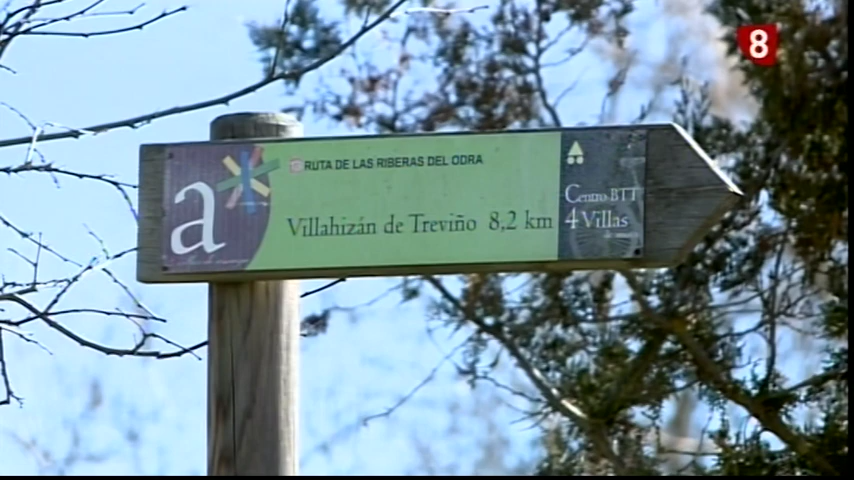 8
RUTA DE LAS RIBERAS DEL ODRA
a
Villahizán de Treviño 8,2 km
Centro BTT
4 Villas